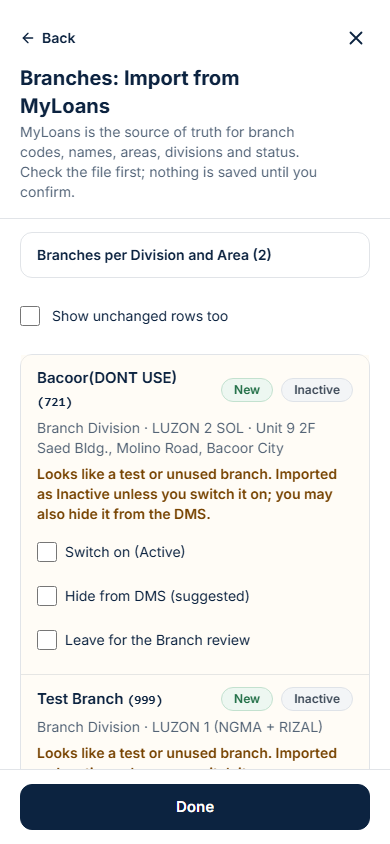 Back
Branches: Import from
MyLoans
MyLoans is the source of truth for branch
codes, names, areas, divisions and status.
Check the file first; nothing is saved until you
confirm.
Branches per Division and Area (2)
Show unchanged rows too
Bacoor(DONT USE)
(721)
New
Inactive
Branch Division · LUZON 2 SOL · Unit 9 2F
Saed Bldg., Molino Road, Bacoor City
Looks like a test or unused branch. Imported
as Inactive unless you switch it on; you may
also hide it from the DMS.
Switch on (Active)
Hide from DMS (suggested)
Leave for the Branch review
Test Branch (999)
New
Inactive
Branch Division · LUZON 1 (NGMA + RIZAL)
Looks like a test or unused branch. Imported
Done